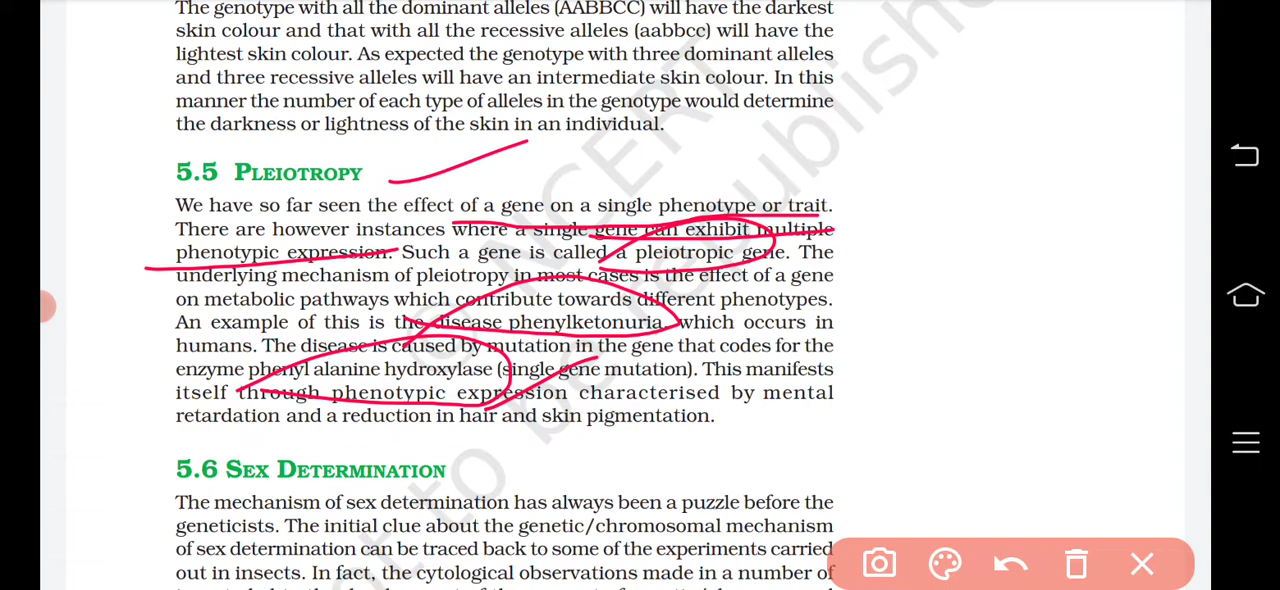 The genotype with all the dominant alleles (AABBCC) will have the darkest
skin colour and that with all the recessive alleles (aabbcc) will have the
lightest skin colour. As expected the genotype with three dominant alleles
and three recessive alleles will have an intermediate skin colour. In this
manner the number of each type of alleles in the genotype would determine
the darkness or lightness of the skin in an individual.
5.5 PLEIOTROPY
We have so far seen the effect of a gene on a single phenotype or trait.
There are however instances where a single gene can exhibit multiple
phenotypic expression. Such a gene is called a pleiotropic gene. The
underlying mechanism of pleiotropy in most cases is the effect of a gene
on metabolic pathways which contribute towards different phenotypes.
An example of this is the disease phenylketonuria, which occurs in
humans. The disease is caused by mutation in the gene that codes for the
enzyme phenyl alanine hydroxylase (single gene mutation). This manifests
itself through phenotypic expression characterised by mental
retardation and a reduction in hair and skin pigmentation.
5.6 SEX DETERMINATION
The mechanism of sex determination has always been a puzzle before the
geneticists. The initial clue about the genetic/chromosomal mechanism
of sex determination can be traced back to some of the experiments carried
out in insects. In fact, the cytological observations made in a number of
© NCERT
not to be republished